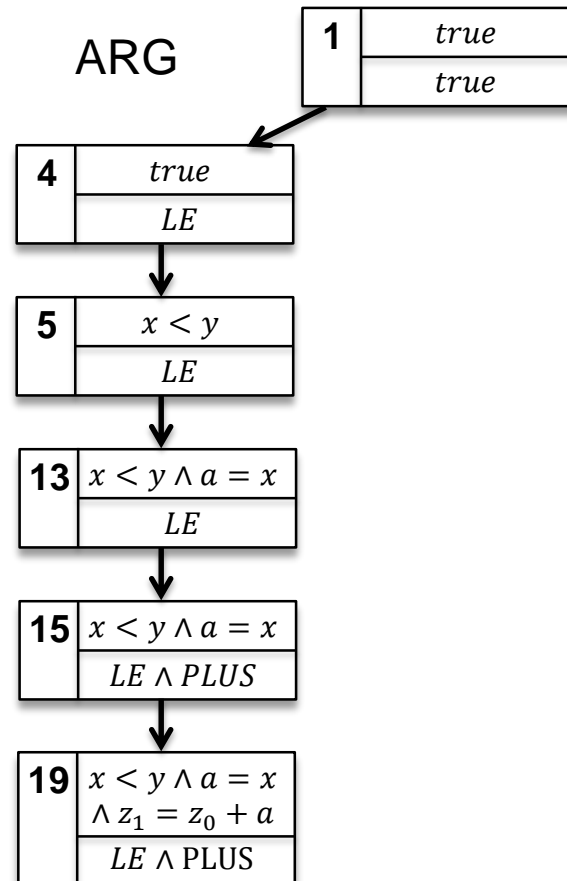 ARG
1 true
true
4 true
LE
5 x < y
LE
13 x < y ∧ a = x
LE
15 x < y ∧ a = x
LE ∧ PLUS
19 x < y ∧ a = x
∧ z₁ = z₀ + a
LE ∧ PLUS